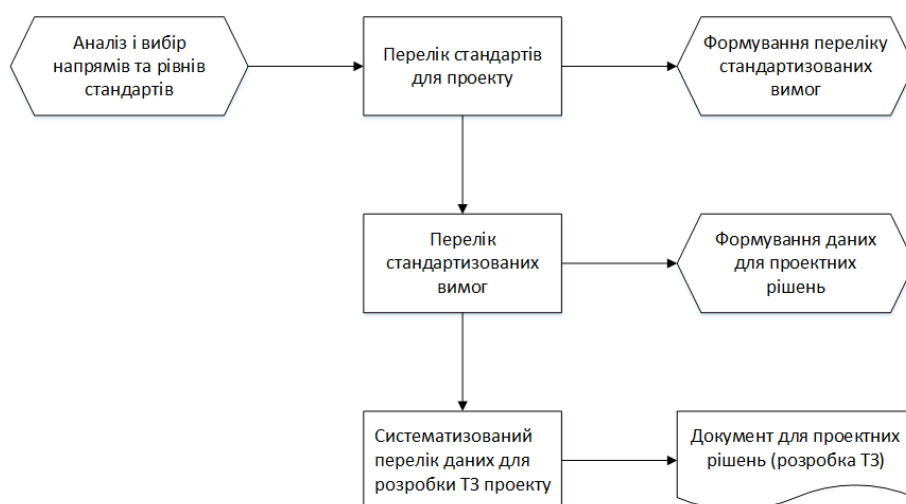 Аналіз і вибір
напрямів та рівнів
стандартів
Перелік стандартів
для проекту
Формування переліку
стандартизованих
вимог
Перелік
стандартизованих
вимог
Формування даних
для проектних
рішень
Систематизований
перелік даних для
розробки ТЗ проекту
Документ для проектних
рішень (розробка ТЗ)